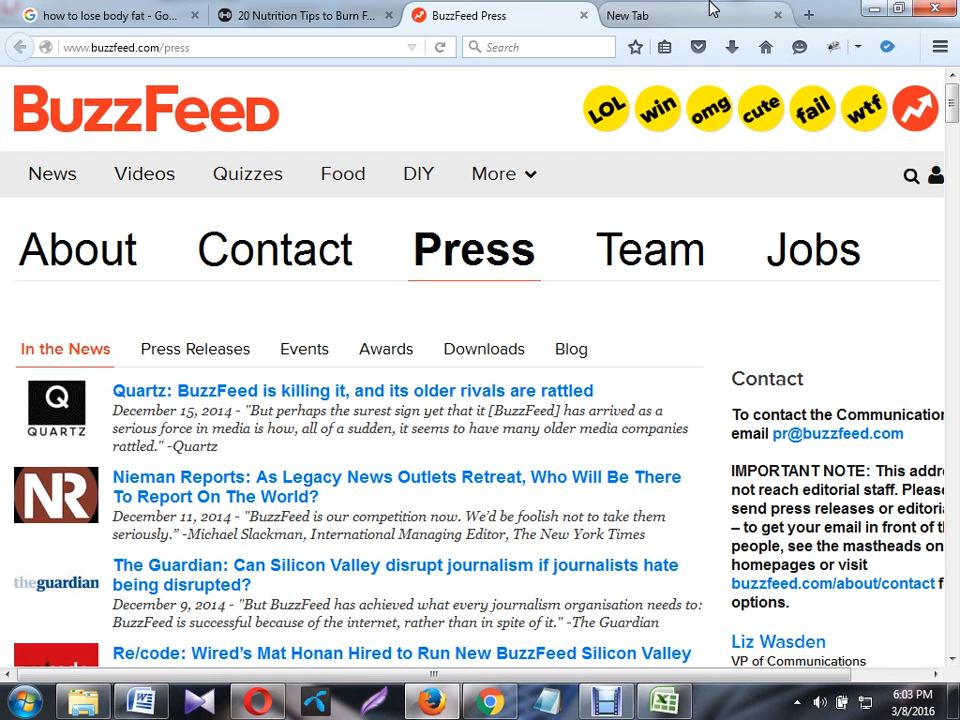 how to lose body fat - Go...
20 Nutrition Tips to Burn F...
BuzzFeed Press
New Tab
www.buzzfeed.com/press
Search
BuzzFeed
LOL
win
omg
cute
fail
wtf
News
Videos
Quizzes
Food
DIY
More
About
Contact
Press
Team
Jobs
In the News
Press Releases
Events
Awards
Downloads
Blog
Q
QUARTZ
Quartz: BuzzFeed is killing it, and its older rivals are rattled
December 15, 2014 - "But perhaps the surest sign yet that it [BuzzFeed] has arrived as a
serious force in media is how, all of a sudden, it seems to have many older media companies
rattled." -Quartz
NR
Nieman Reports: As Legacy News Outlets Retreat, Who Will Be There
To Report On The World?
December 11, 2014 - "BuzzFeed is our competition now. We'd be foolish not to take them
seriously.” -Michael Slackman, International Managing Editor, The New York Times
theguardian
The Guardian: Can Silicon Valley disrupt journalism if journalists hate
being disrupted?
December 9, 2014 - "But BuzzFeed has achieved what every journalism organisation needs to:
BuzzFeed is successful because of the internet, rather than in spite of it." -The Guardian
Re/code: Wired's Mat Honan Hired to Run New BuzzFeed Silicon Valley
Contact
To contact the Communication
email pr@buzzfeed.com
IMPORTANT NOTE: This addr
not reach editorial staff. Please
send press releases or editoria
– to get your email in front of t
people, see the mastheads on
homepages or visit
buzzfeed.com/about/contact f
options.
Liz Wasden
VP of Communications
6:03 PM
3/8/2016